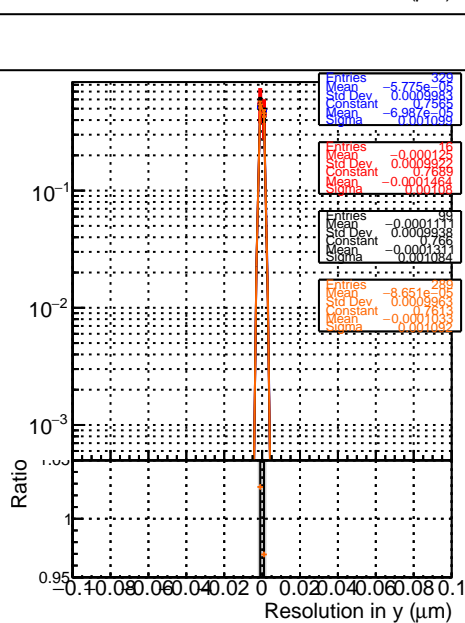 Entries 329
Mean −5.775e−05
Std Dev 0.0009983
Constant 0.7565
Mean −6.987e−05
Sigma 0.001099
Entries 16
Mean −0.000125
Std Dev 0.0009922
Constant 0.7689
Mean −0.0001464
Sigma 0.00108
Entries 99
Mean −0.0001111
Std Dev 0.0009938
Constant 0.766
Mean −0.0001311
Sigma 0.001084
Entries 289
Mean −8.651e−05
Std Dev 0.0009963
Constant 0.7613
Mean −0.0001033
Sigma 0.001092
10−1
10−2
10−3
Ratio
1
0.95
−0.1 −0.08 −0.06 −0.04 −0.02 0 0.02 0.04 0.06 0.08 0.1
Resolution in y (μm)